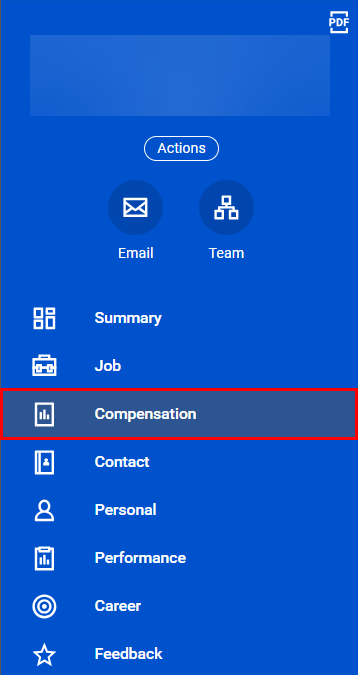 PDF
Actions
Email Team
Summary
Job
Compensation
Contact
Personal
Performance
Career
Feedback